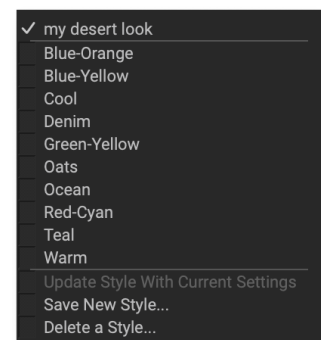 my desert look
Blue-Orange
Blue-Yellow
Cool
Denim
Green-Yellow
Oats
Ocean
Red-Cyan
Teal
Warm
Update Style With Current Settings
Save New Style...
Delete a Style...